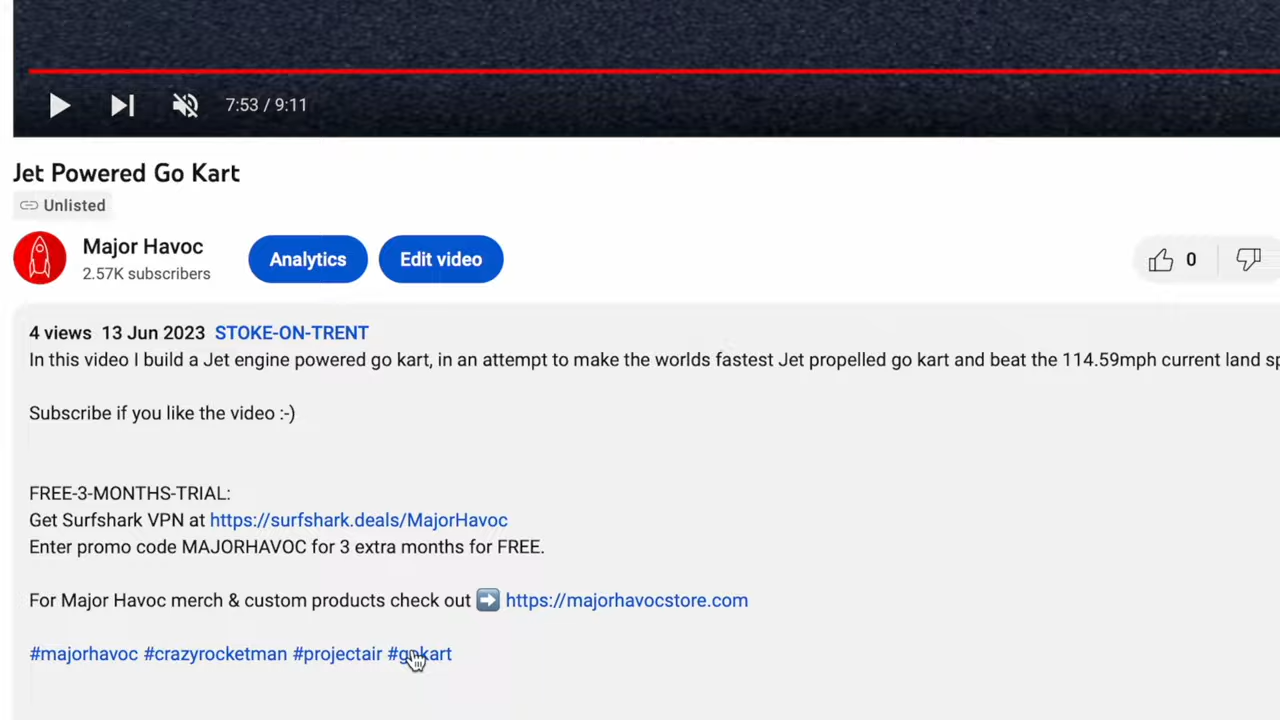 7:53 / 9:11
Jet Powered Go Kart
Unlisted
Major Havoc
2.57K subscribers
Analytics
Edit video
0
4 views 13 Jun 2023 STOKE-ON-TRENT
In this video I build a Jet engine powered go kart, in an attempt to make the worlds fastest Jet propelled go kart and beat the 114.59mph current land sp
Subscribe if you like the video :-)
FREE-3-MONTHS-TRIAL:
Get Surfshark VPN at https://surfshark.deals/MajorHavoc
Enter promo code MAJORHAVOC for 3 extra months for FREE.
For Major Havoc merch & custom products check out ➡️ https://majorhavocstore.com
#majorhavoc #crazyrocketman #projectair #gokart